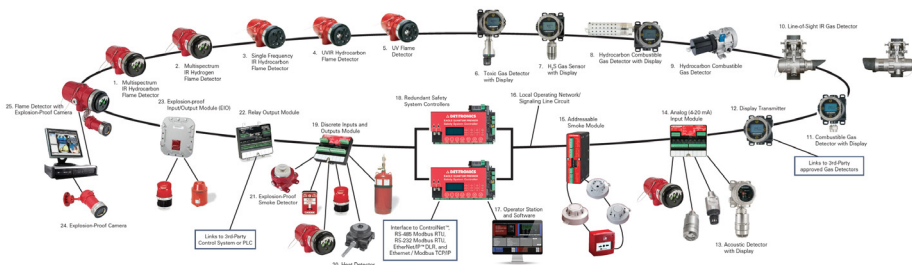 1. Multispectrum
IR Hydrocarbon
Flame Detector
2. Multispectrum
IR Hydrogen
Flame Detector
3. Single Frequency
IR Hydrocarbon
Flame Detector
4. UVIR Hydrocarbon
Flame Detector
5. UV Flame
Detector
6. Toxic Gas Detector
with Display
7. H2S Gas Sensor
with Display
8. Hydrocarbon Combustible
Gas Detector with Display
9. Hydrocarbon Combustible
Gas Detector
10. Line-of-Sight IR Gas Detector
11. Combustible Gas
Detector with Display
12. Display Transmitter
Links to 3rd-Party
approved Gas Detectors
13. Acoustic Detector
with Display
14. Analog (4-20 mA)
Input Module
15. Addressable
Smoke Module
16. Local Operating Network/
Signaling Line Circuit
17. Operator Station
and Software
18. Redundant Safety
System Controllers
DET-TRONICS
DET-TRONICS
Interface to ControlNet™,
RS-485 Modbus RTU,
RS-232 Modbus RTU,
EtherNet/IP™ DLR, and
Ethernet / Modbus TCP/IP
19. Discrete Inputs and
Outputs Module
20. Heat Detector
21. Explosion-Proof
Smoke Detector
22. Relay Output Module
Links to 3rd-Party
Control System or PLC
23. Explosion-proof
Input/Output Module (EIO)
24. Explosion-Proof Camera
25. Flame Detector with
Explosion-Proof Camera